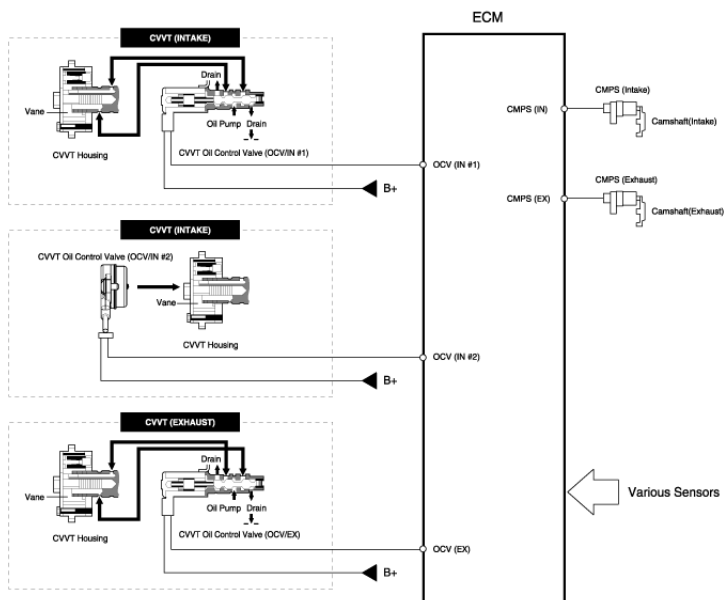 ECM
CVVT (INTAKE)
Drain
Vane
Oil Pump Drain
CVVT Housing
CVVT Oil Control Valve (OCV/IN #1)
OCV (IN #1)
B+
CMPS (Intake)
CMPS (IN)
Camshaft(Intake)
CMPS (Exhaust)
CMPS (EX)
Camshaft(Exhaust)
CVVT (INTAKE)
CVVT Oil Control Valve (OCV/IN #2)
Vane
CVVT Housing
OCV (IN #2)
B+
CVVT (EXHAUST)
Drain
Vane
Oil Pump Drain
CVVT Housing
CVVT Oil Control Valve (OCV/EX)
OCV (EX)
B+
Various Sensors